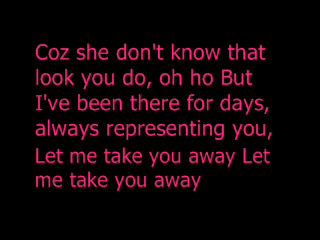 Coz she don't know that
look you do, oh ho But
I've been there for days,
always representing you,
Let me take you away Let
me take you away